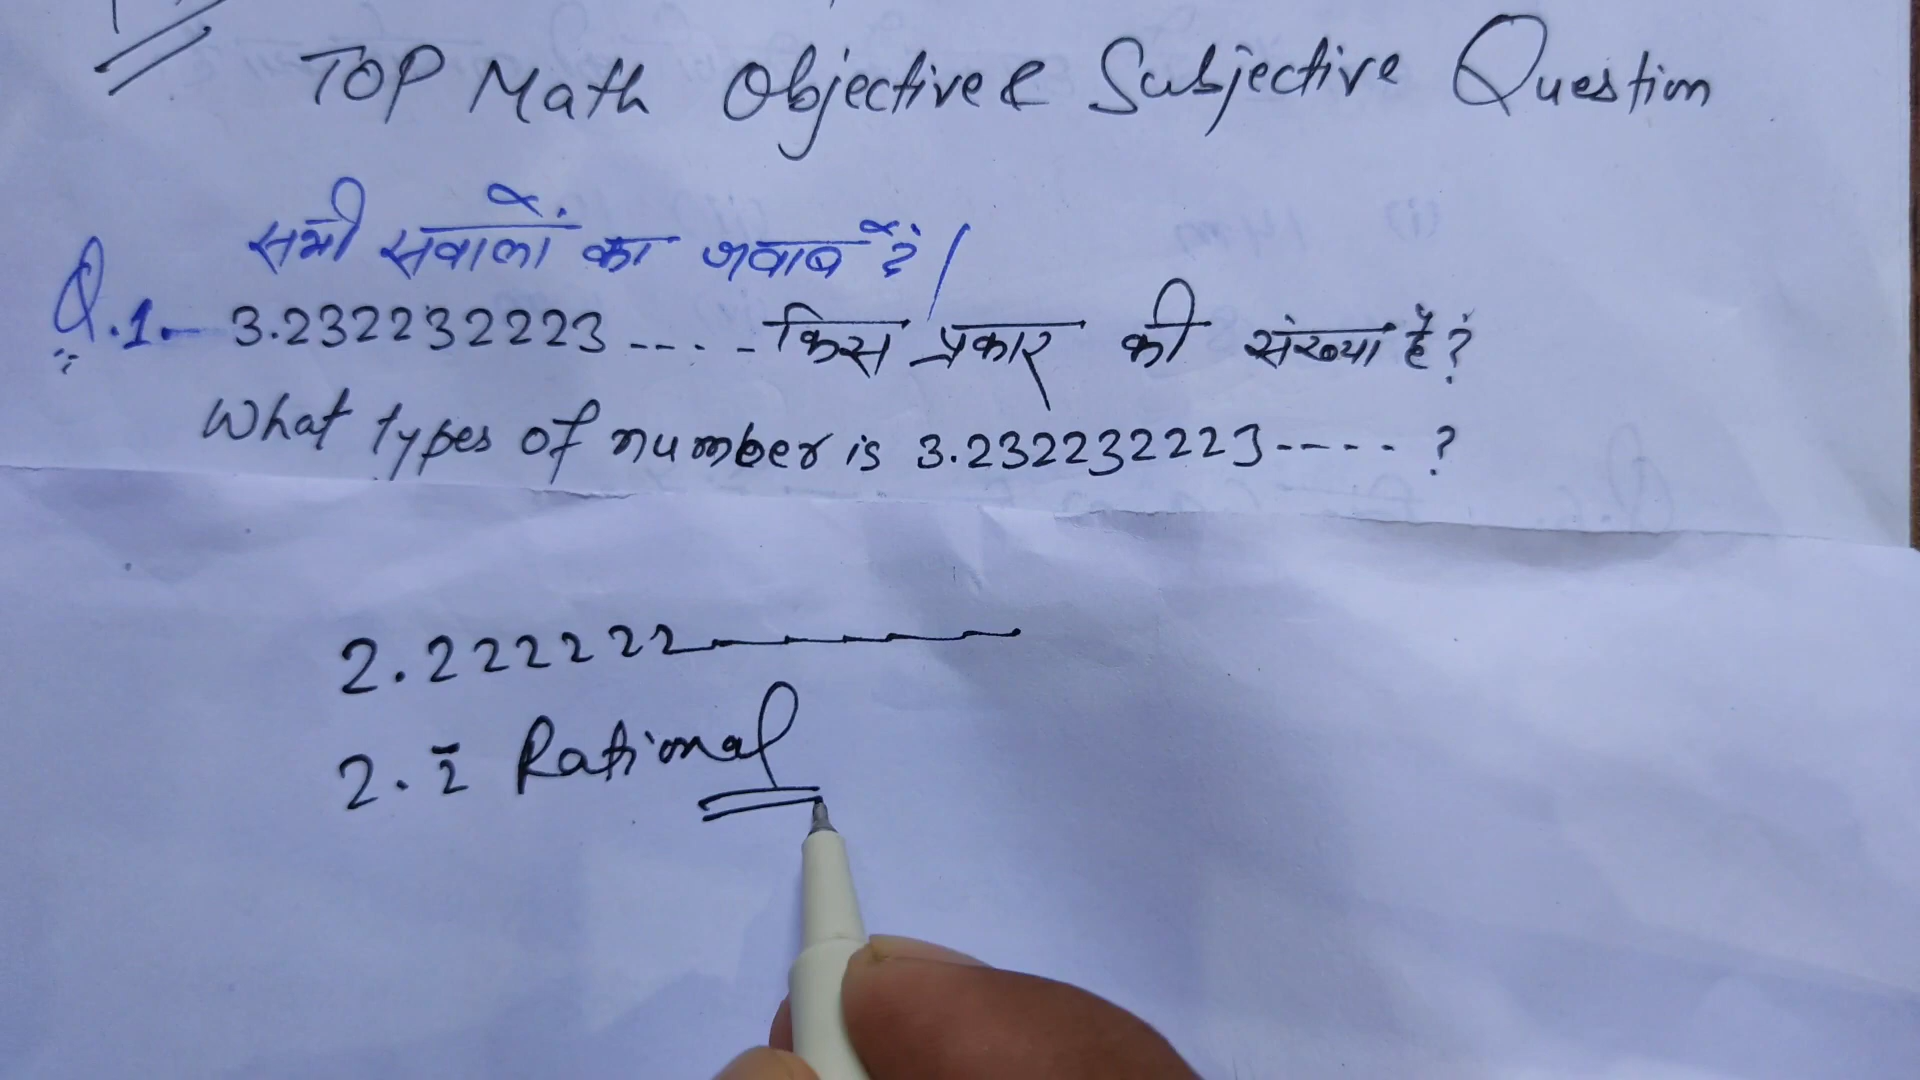 TOP Math Objective & Subjective Question
सभी सवालों का जवाब दें।
Q.1. 3.232232223---- किस प्रकार की संख्या है?
What types of number is 3.232232223---- ?
2.222222
2.2̄ Rational